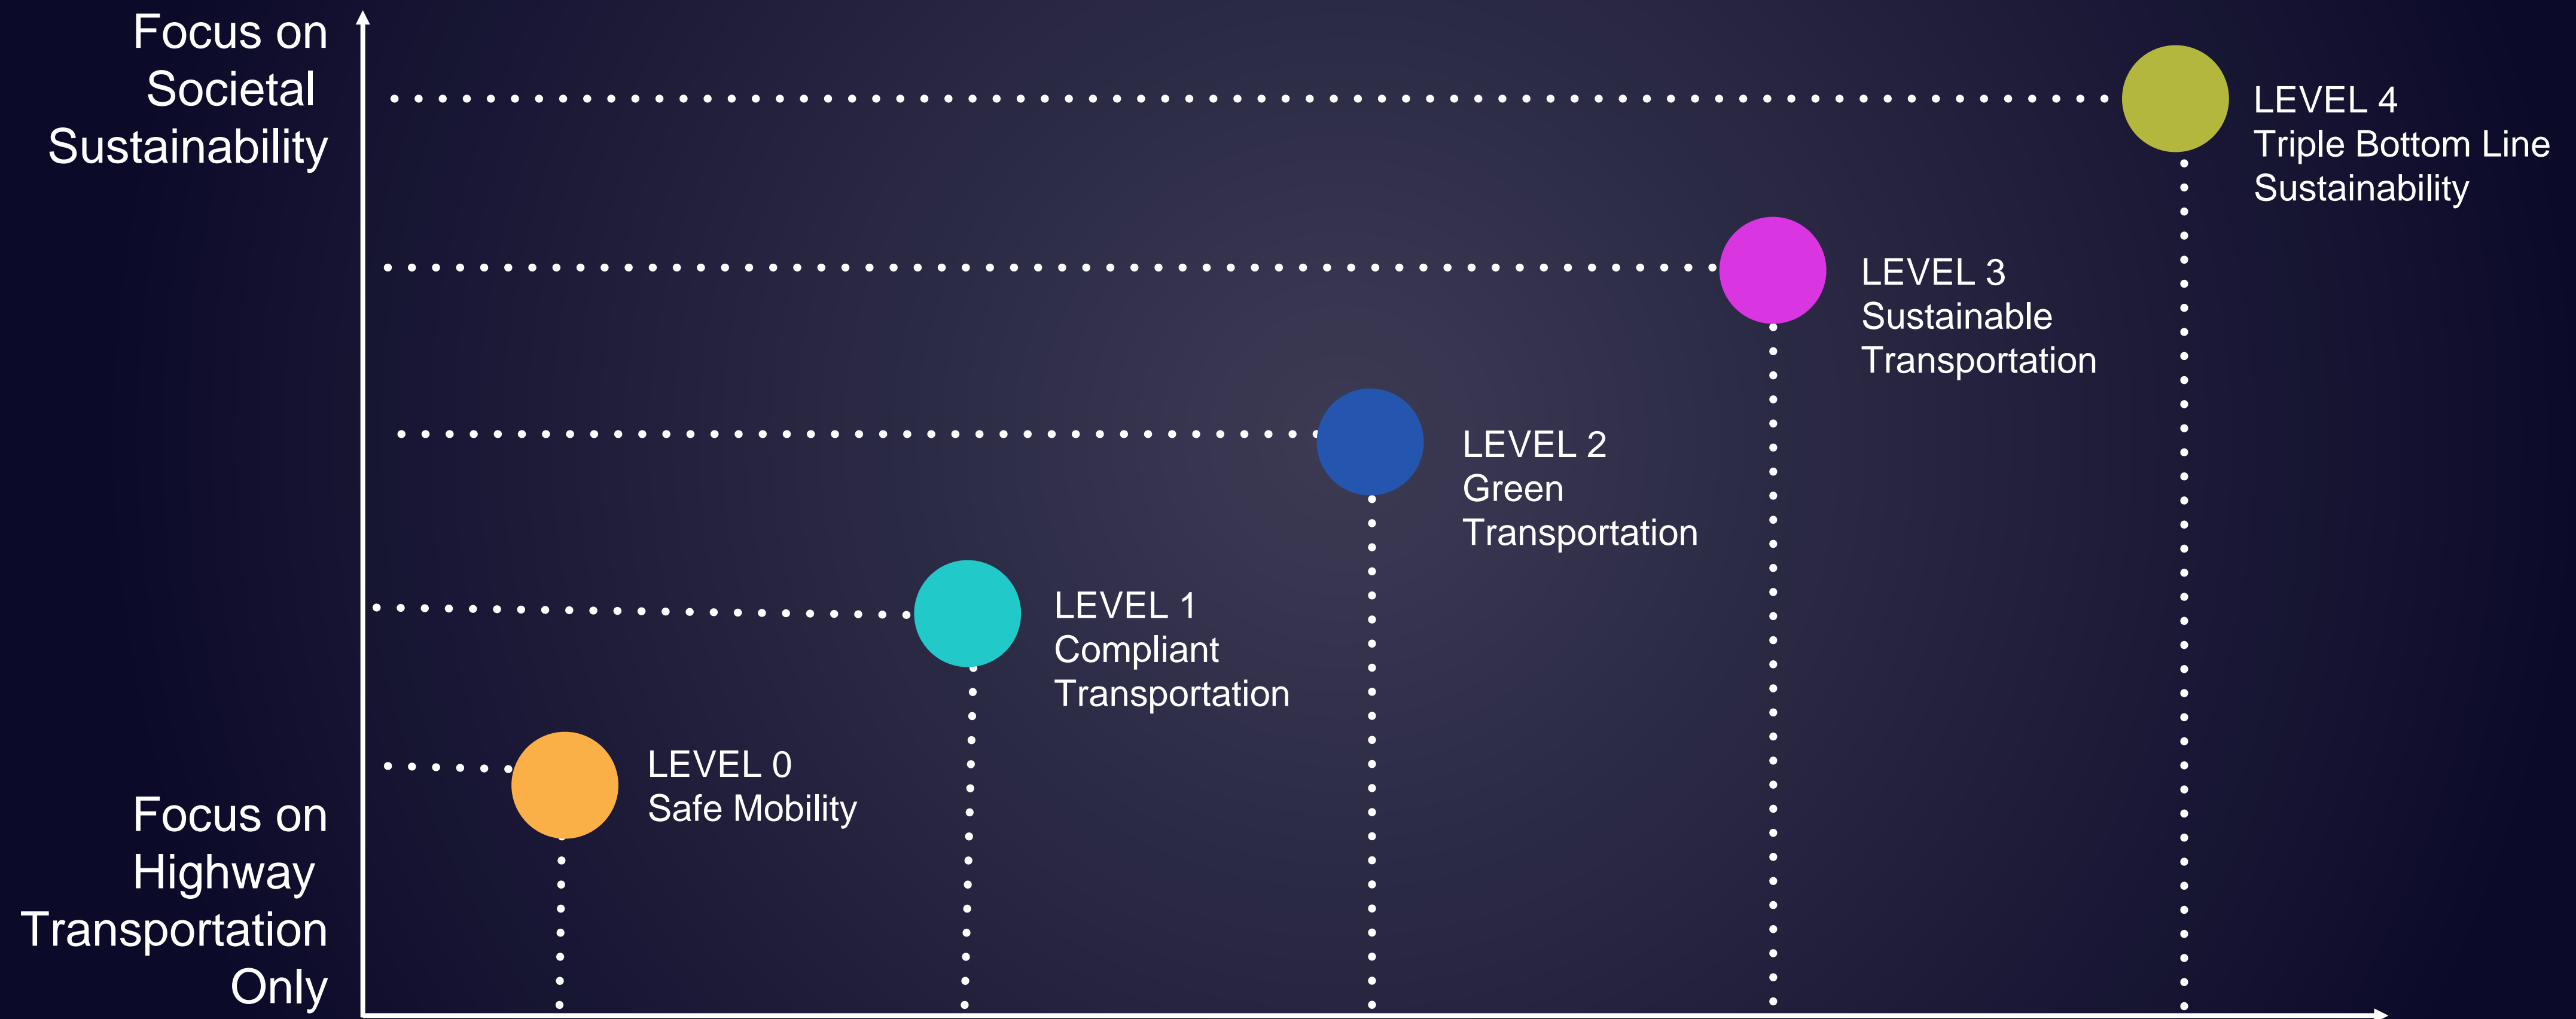 Focus on
Societal
Sustainability
LEVEL 4
Triple Bottom Line
Sustainability
LEVEL 3
Sustainable
Transportation
LEVEL 2
Green
Transportation
LEVEL 1
Compliant
Transportation
LEVEL 0
Safe Mobility
Focus on
Highway
Transportation
Only